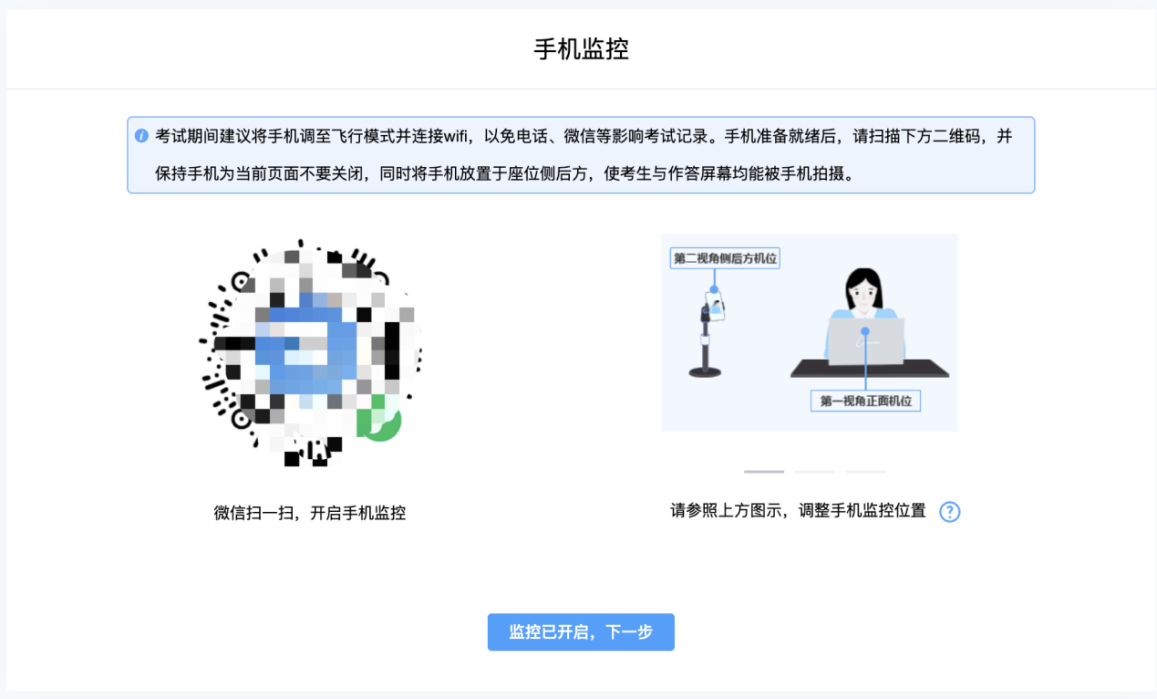 手机监控
考试期间建议将手机调至飞行模式并连接wifi，以免电话、微信等影响考试记录。手机准备就绪后，请扫描下方二维码，并
保持手机为当前页面不要关闭，同时将手机放置于座位侧后方，使考生与作答屏幕均能被手机拍摄。
第二视角侧后方机位
第一视角正面机位
微信扫一扫，开启手机监控
请参照上方图示，调整手机监控位置 ?
监控已开启，下一步